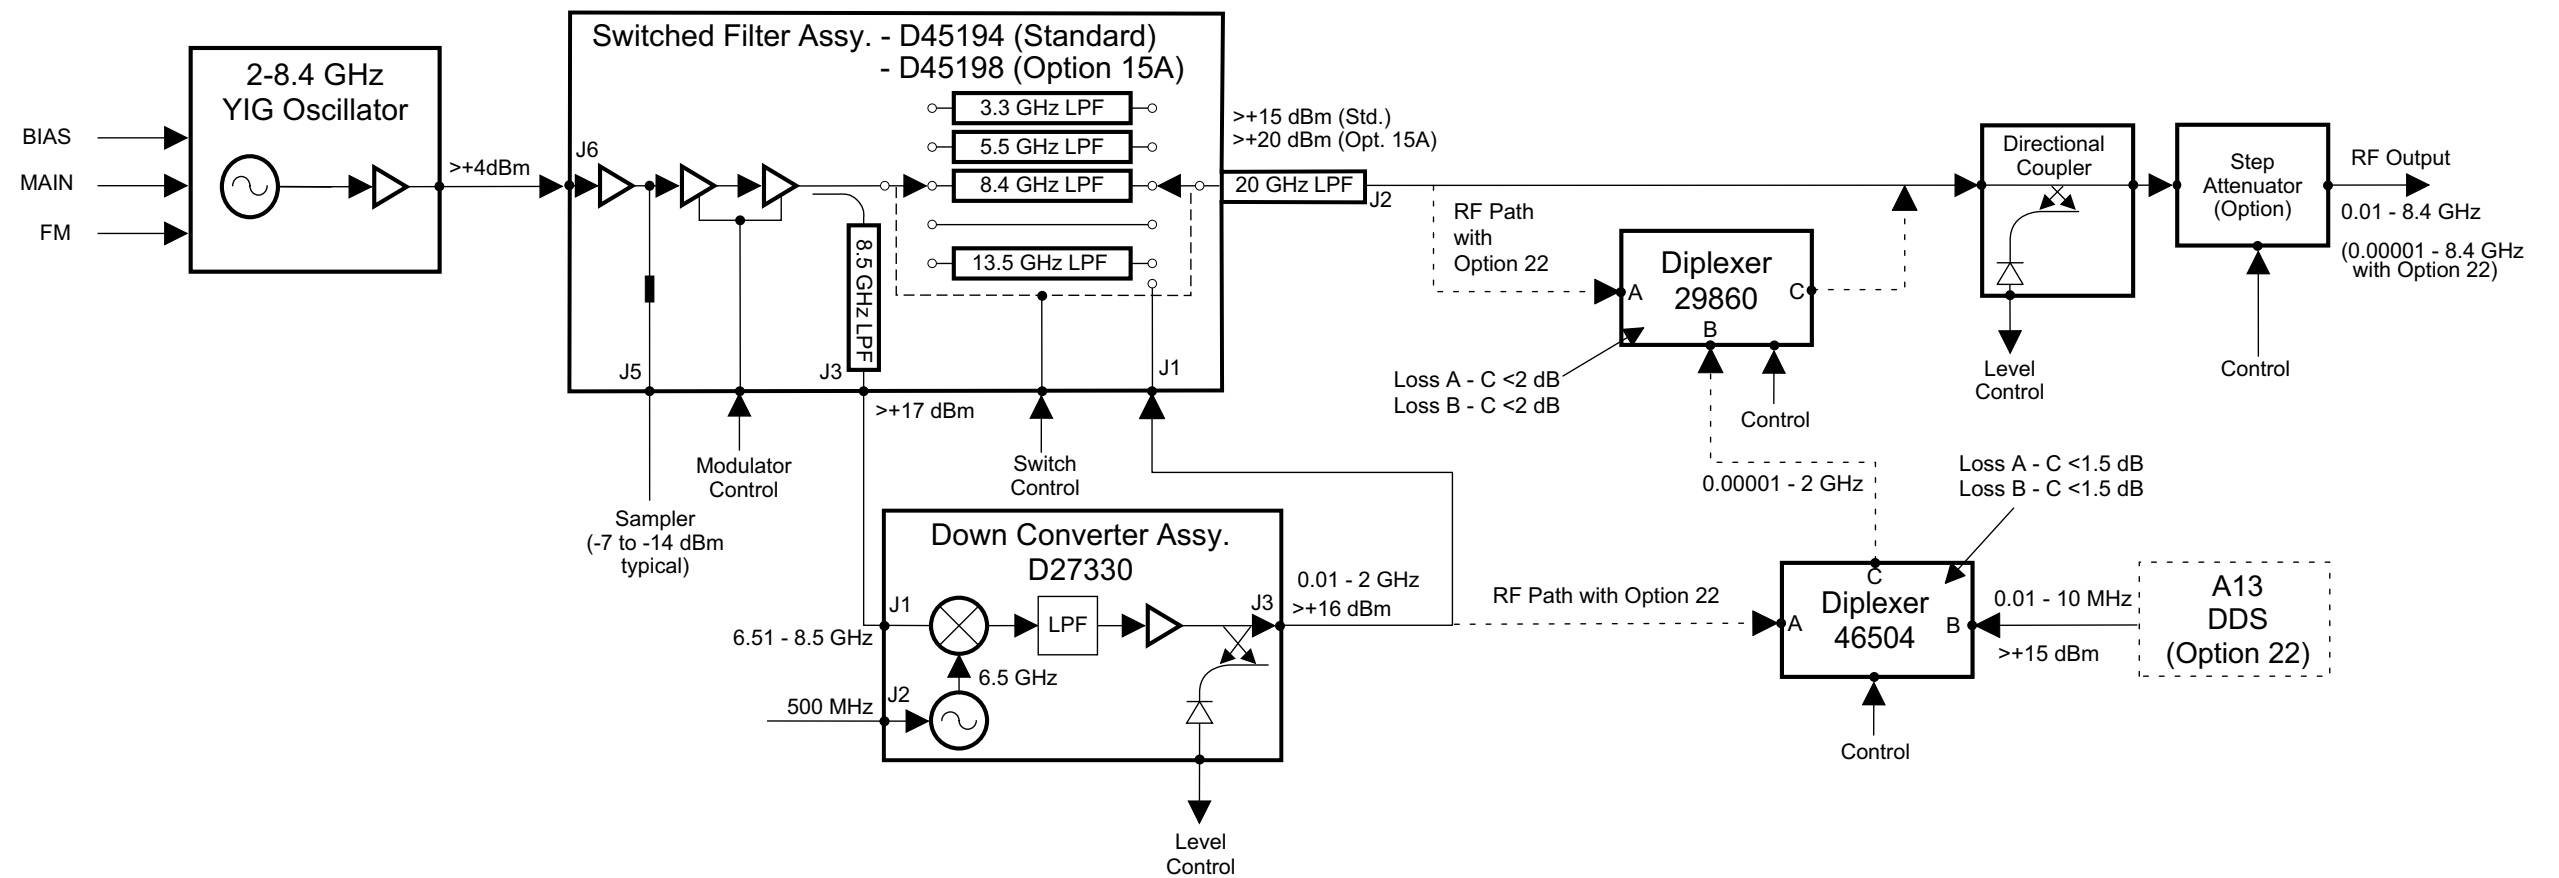 2-8.4 GHz
YIG Oscillator
BIAS
MAIN
FM
>+4dBm
Switched Filter Assy. - D45194 (Standard)
- D45198 (Option 15A)
J6
3.3 GHz LPF
5.5 GHz LPF
8.4 GHz LPF
13.5 GHz LPF
8.5 GHz LPF
J5
J3
J1
>+15 dBm (Std.)
>+20 dBm (Opt. 15A)
20 GHz LPF
J2
>+17 dBm
Modulator
Control
Switch
Control
Sampler
(-7 to -14 dBm
typical)
RF Path
with
Option 22
Diplexer
29860
A
B
C
Loss A - C <2 dB
Loss B - C <2 dB
Control
Directional
Coupler
Level
Control
Step
Attenuator
(Option)
Control
RF Output
0.01 - 8.4 GHz
(0.00001 - 8.4 GHz
with Option 22)
Down Converter Assy.
D27330
J1
6.51 - 8.5 GHz
LPF
6.5 GHz
500 MHz
J2
J3
0.01 - 2 GHz
>+16 dBm
Level
Control
RF Path with Option 22
0.00001 - 2 GHz
Loss A - C <1.5 dB
Loss B - C <1.5 dB
C
Diplexer
46504
A
B
Control
0.01 - 10 MHz
>+15 dBm
A13
DDS
(Option 22)